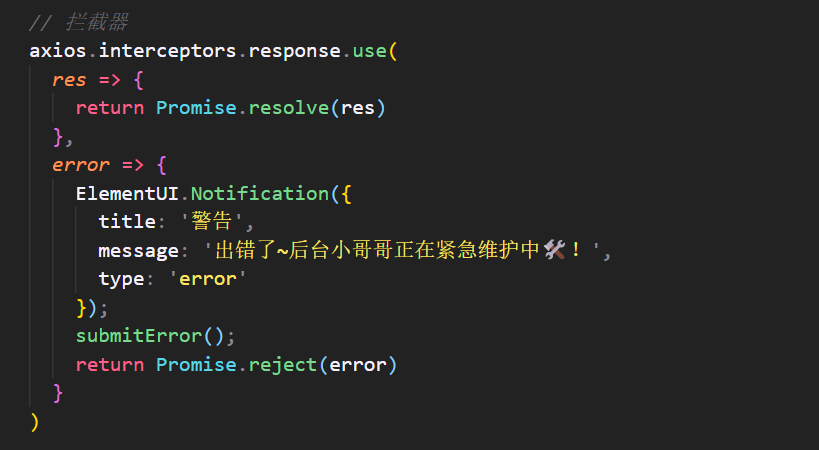 // 拦截器
axios.interceptors.response.use(
  res => {
    return Promise.resolve(res)
  },
  error => {
    ElementUI.Notification({
      title: '警告',
      message: '出错了~后台小哥哥正在紧急维护中🛠！',
      type: 'error'
    });
    submitError();
    return Promise.reject(error)
  }
)